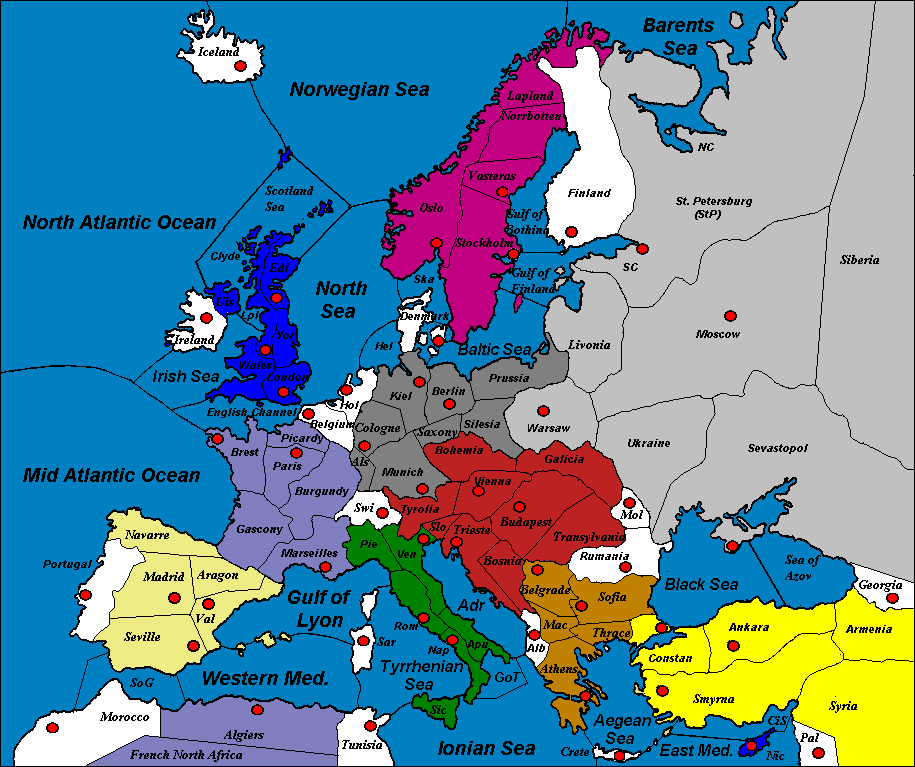 Barents
Sea
Iceland
Norwegian Sea
Lapland
Norrbotten
NC
Vasteras
Finland
St. Petersburg
(StP)
Scotland
Sea
North Atlantic Ocean
Oslo
Gulf of
Bothina
Stockholm
Clyde
Edi
Siberia
SC
Gulf of
Finland
Ska
North
Sea
Lpl
Denmark
Yor
Ireland
Moscow
Hel
Baltic Sea
Livonia
Irish Sea
Wales
London
Kiel
Berlin
Prussia
English Channel
Hol
Belgium
Cologne
Saxony
Silesia
Warsaw
Picardy
Brest
Paris
Als
Bohemia
Ukraine
Sevastopol
Galicia
Mid Atlantic Ocean
Munich
Burgundy
Vienna
Swi
Tyrolia
Mol
Gascony
Slo
Trieste
Budapest
Transylvania
Navarre
Marseilles
Pie
Ven
Bosnia
Rumania
Portugal
Madrid
Aragon
Black Sea
Sea of
Azov
Georgia
Belgrade
Sofia
Gulf of
Lyon
Adr
Val
Rom
Mac
Thrace
Ankara
Armenia
Seville
Sar
Nap
Apu
Alb
Constan
Tyrrhenian
Sea
Athens
SoG
Western Med.
GoT
Smyrna
Syria
Sic
Morocco
Algiers
Aegean
Sea
CiS
French North Africa
Tunisia
Ionian Sea
Crete
East Med.
Nic
Pal